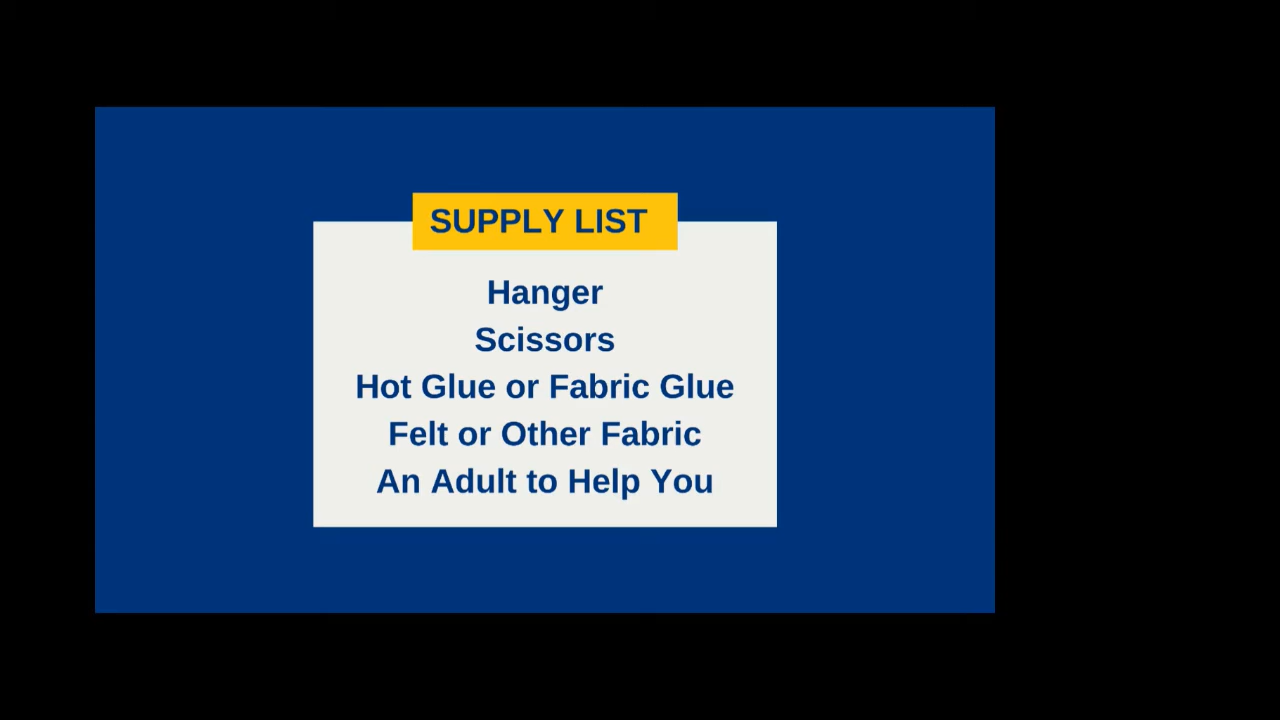 SUPPLY LIST
Hanger
Scissors
Hot Glue or Fabric Glue
Felt or Other Fabric
An Adult to Help You